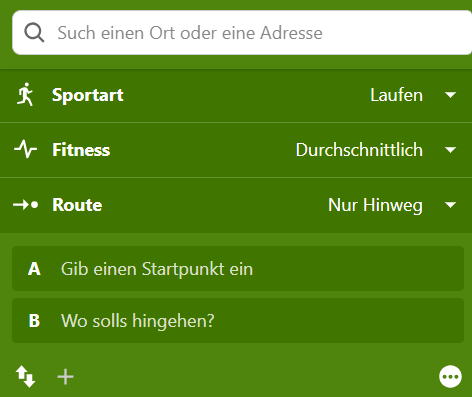 Such einen Ort oder eine Adresse
Sportart Laufen
Fitness Durchschnittlich
Route Nur Hinweg
A Gib einen Startpunkt ein
B Wo solls hingehen?